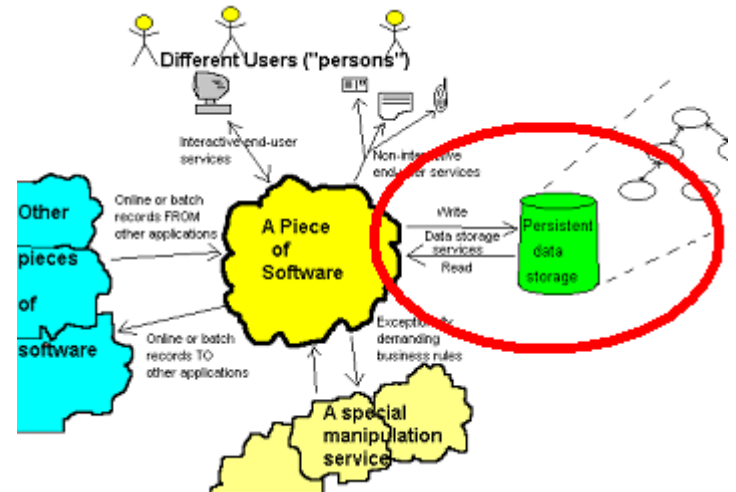 Different Users ("persons")
Interactive end-user
services
Non-interactive
end-user services
Other
pieces
of
software
Online or batch
records FROM
other applications
A Piece
of
Software
Write
Data storage
services
Read
Persistent
data
storage
Online or batch
records TO
other applications
Exceptionally
demanding
business rules
A special
manipulation
service